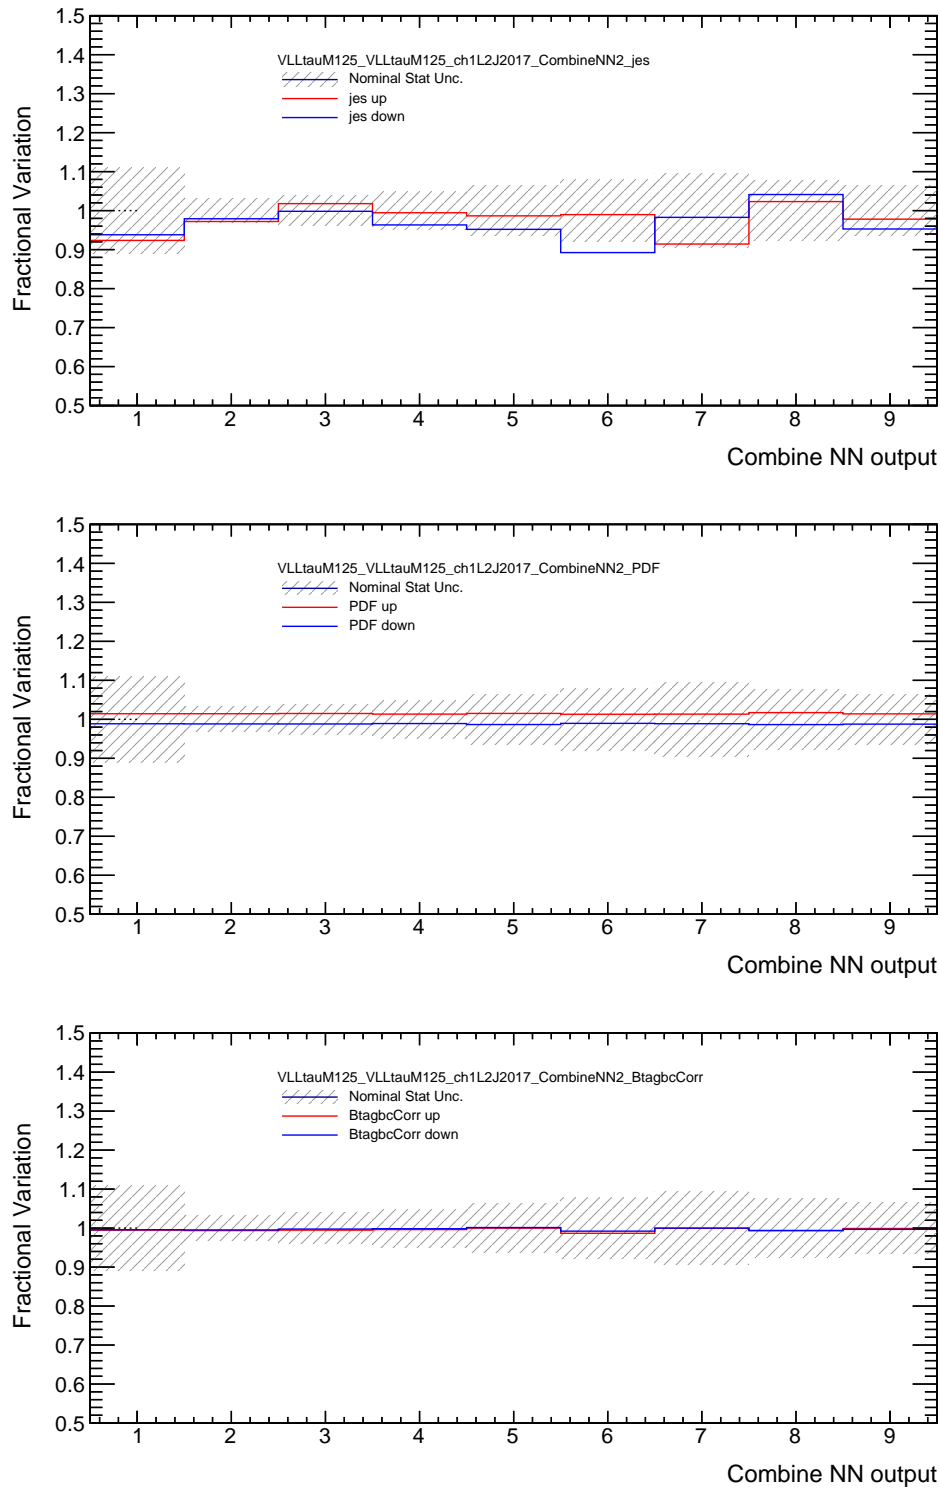 1.5
1.4
1.3
1.2
1.1
1
0.9
0.8
0.7
0.6
0.5
Fractional Variation
VLLtauM125_VLLtauM125_ch1L2J2017_CombineNN2_jes
Nominal Stat Unc.
jes up
jes down
1 2 3 4 5 6 7 8 9
Combine NN output
1.5
1.4
1.3
1.2
1.1
1
0.9
0.8
0.7
0.6
0.5
Fractional Variation
VLLtauM125_VLLtauM125_ch1L2J2017_CombineNN2_PDF
Nominal Stat Unc.
PDF up
PDF down
1 2 3 4 5 6 7 8 9
Combine NN output
1.5
1.4
1.3
1.2
1.1
1
0.9
0.8
0.7
0.6
0.5
Fractional Variation
VLLtauM125_VLLtauM125_ch1L2J2017_CombineNN2_BtagbcCorr
Nominal Stat Unc.
BtagbcCorr up
BtagbcCorr down
1 2 3 4 5 6 7 8 9
Combine NN output